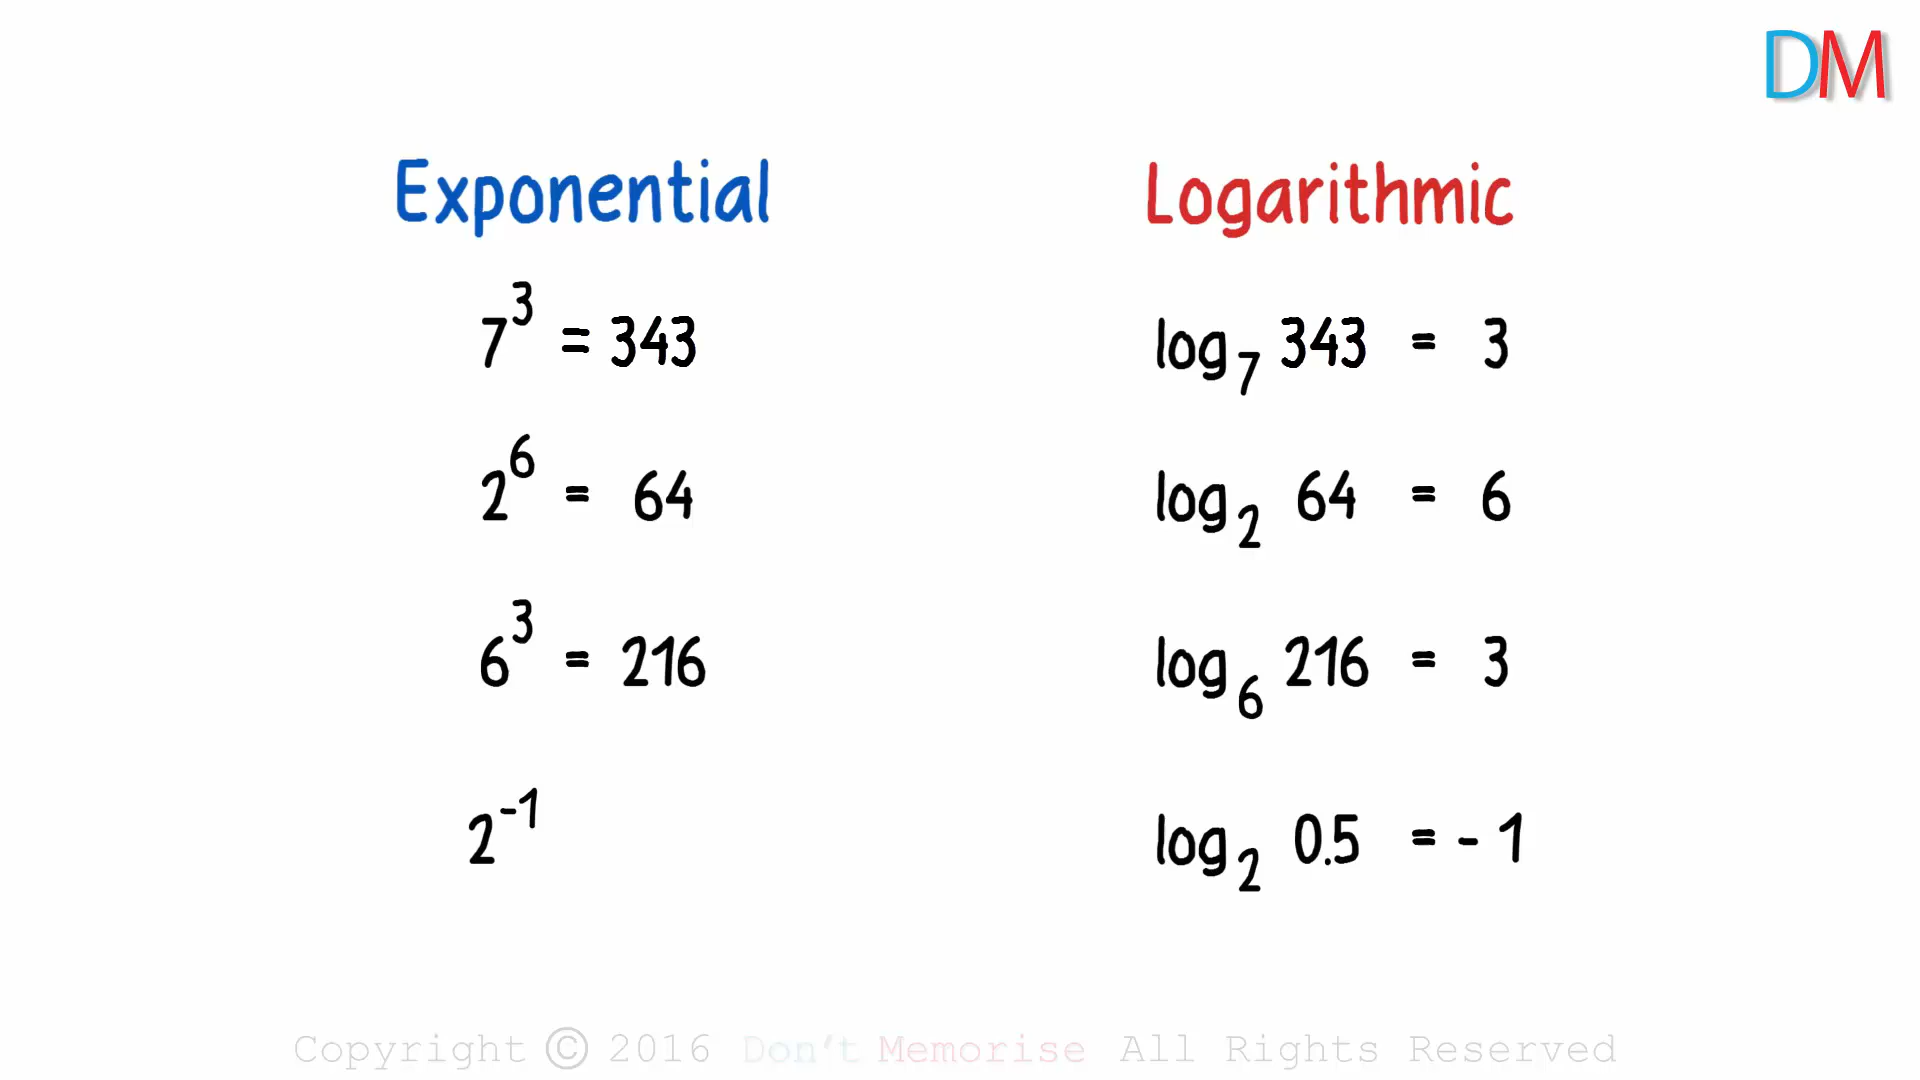 DM
Exponential Logarithmic
7³ = 343 log₇ 343 = 3
2⁶ = 64 log₂ 64 = 6
6³ = 216 log₆ 216 = 3
2⁻¹ log₂ 0.5 = - 1
Copyright © 2016 Don't Memorise All Rights Reserved